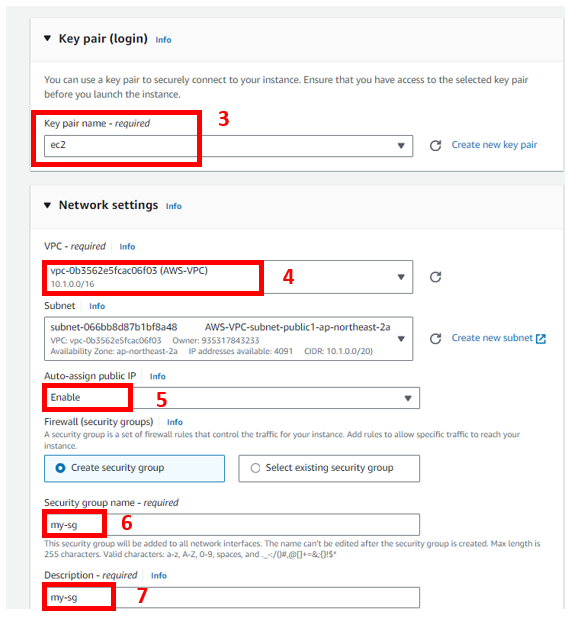 ▼ Key pair (login) Info
You can use a key pair to securely connect to your instance. Ensure that you have access to the selected key pair
before you launch the instance.
Key pair name - required 3
ec2
Create new key pair
▼ Network settings Info
VPC - required Info
vpc-0b3562e5fcac06f03 (AWS-VPC) 4
10.1.0.0/16
Subnet Info
subnet-066bb8d87b1bf8a48 AWS-VPC-subnet-public1-ap-northeast-2a
VPC: vpc-0b3562e5fcac06f03 Owner: 935317843233
Availability Zone: ap-northeast-2a IP addresses available: 4091 CIDR: 10.1.0.0/20)
Create new subnet
Auto-assign public IP Info
Enable 5
Firewall (security groups) Info
A security group is a set of firewall rules that control the traffic for your instance. Add rules to allow specific traffic to reach your
instance.
Create security group Select existing security group
Security group name - required
my-sg 6
This security group will be added to all network interfaces. The name can't be edited after the security group is created. Max length is
255 characters. Valid characters: a-z, A-Z, 0-9, spaces, and ._-:/()#,@[]+=&;{}!$*
Description - required Info
my-sg 7